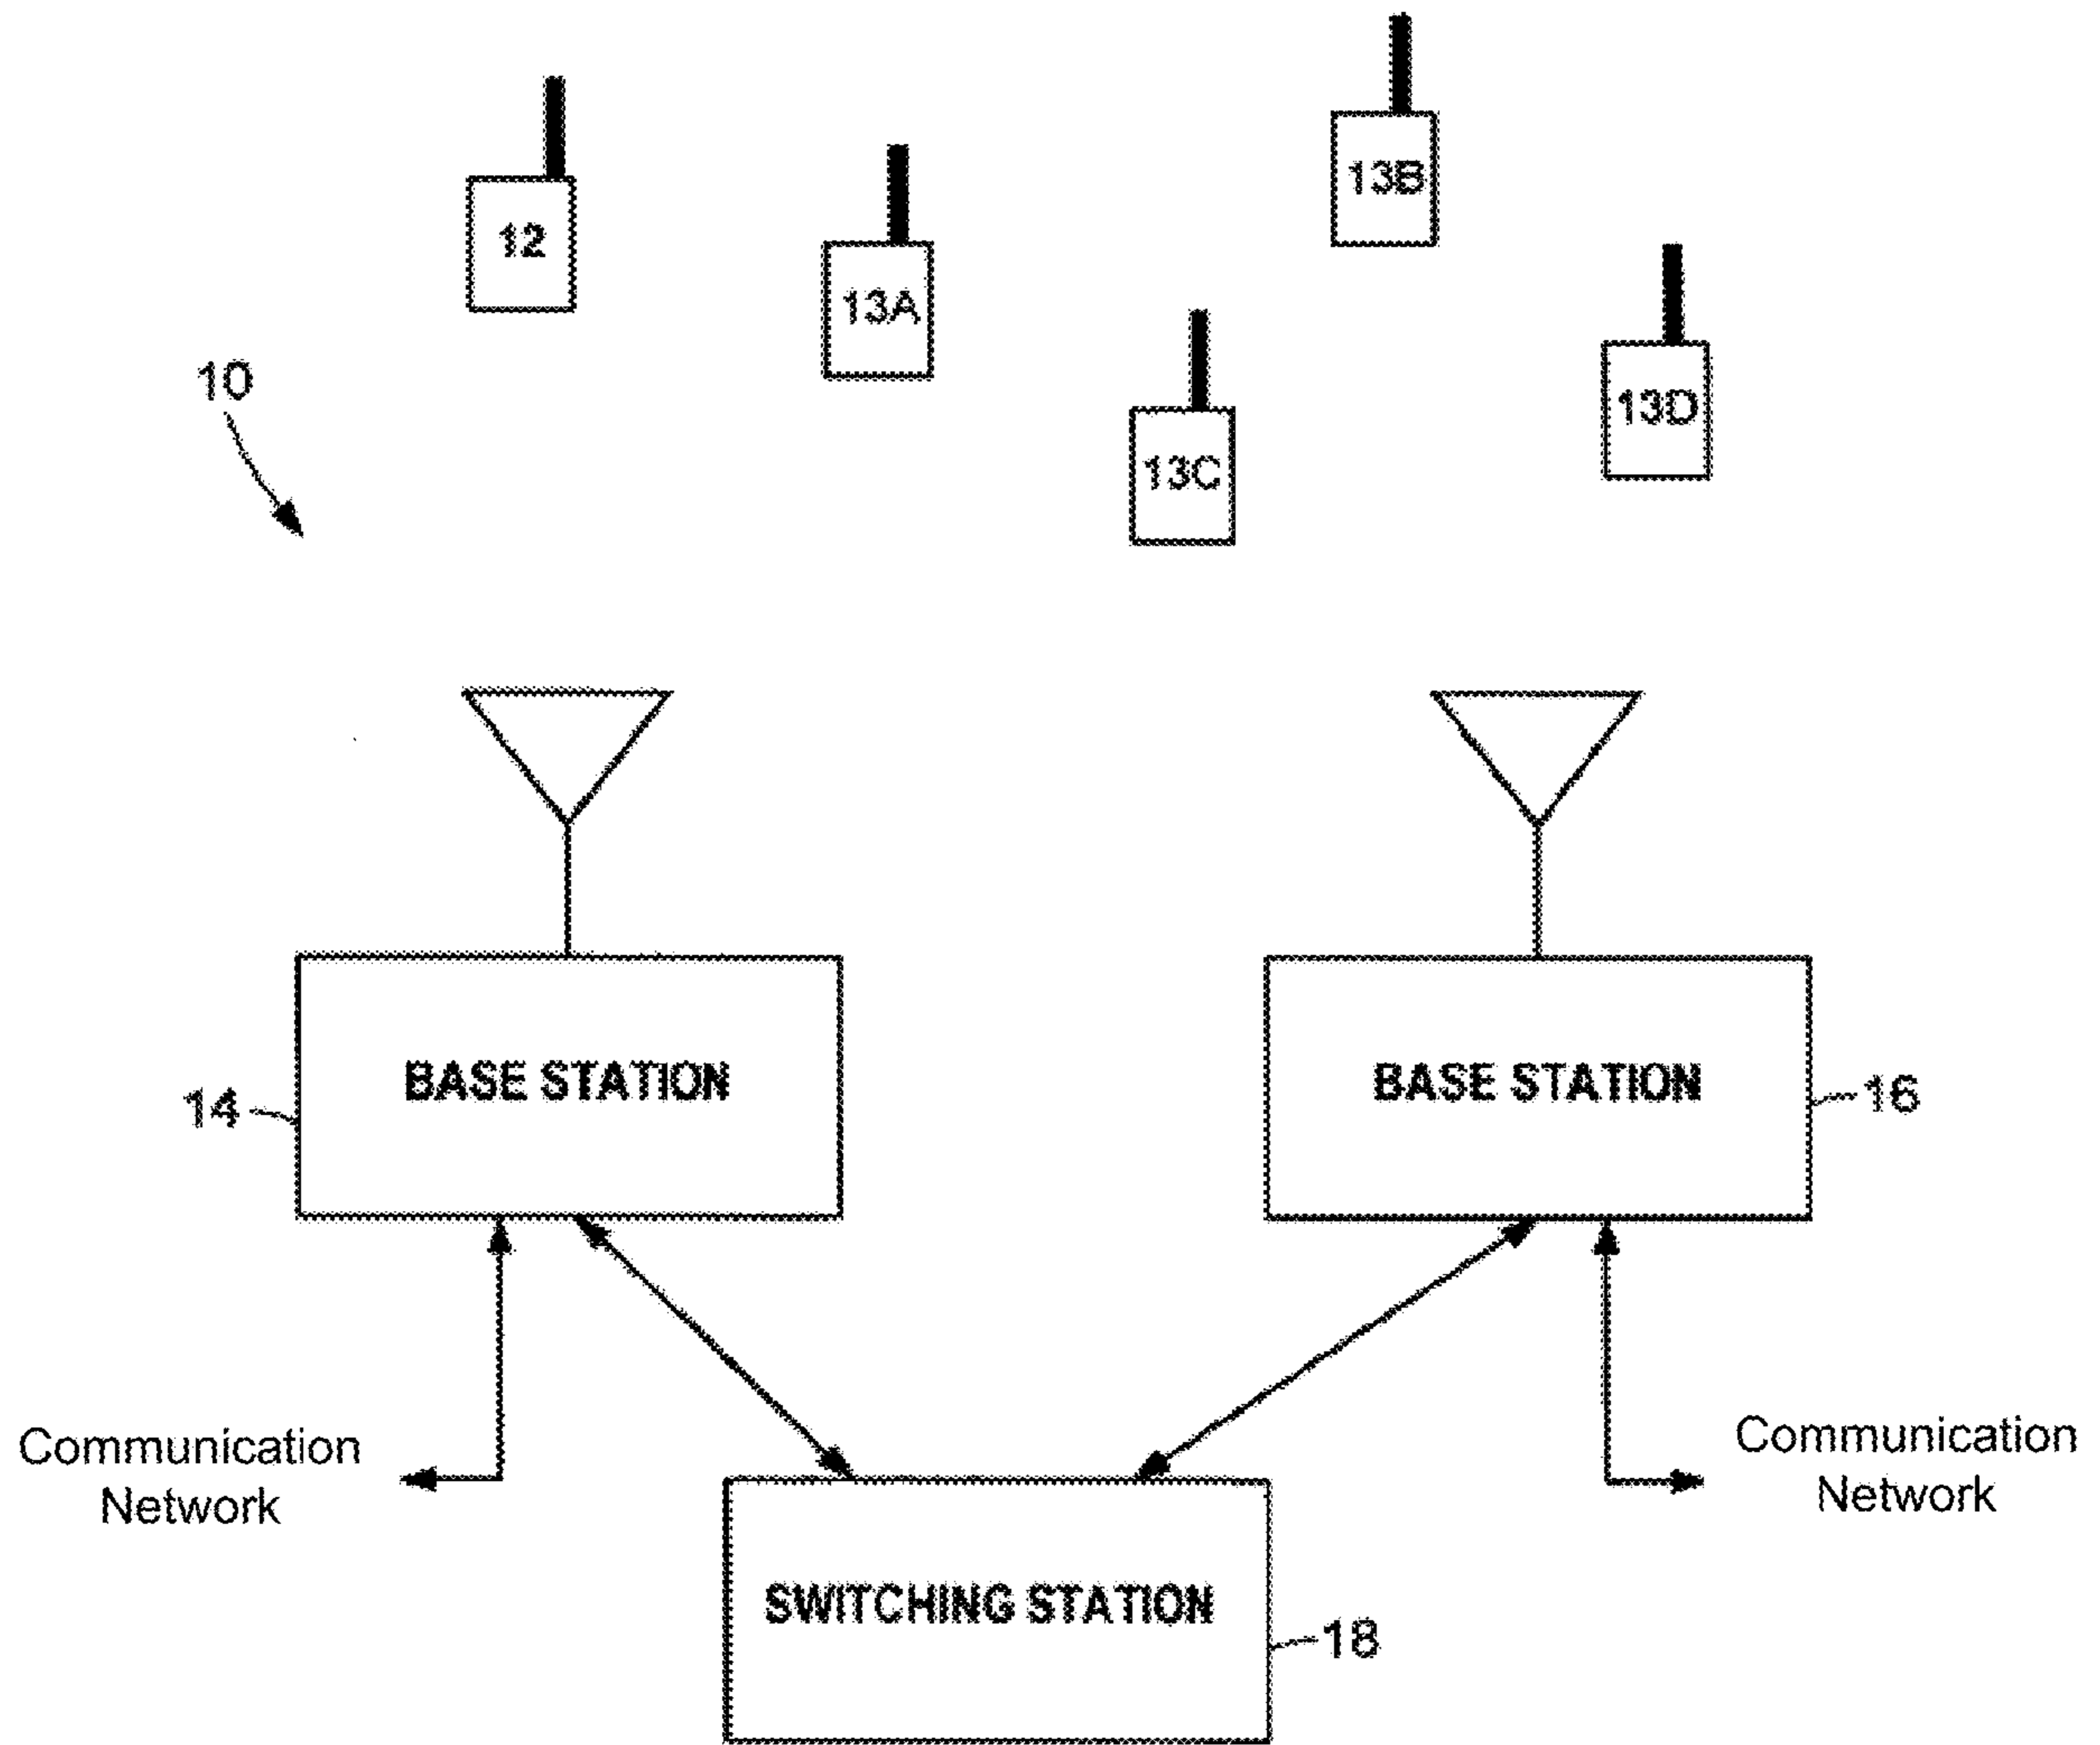 13B
12
13A
10
13D
13C
BASE STATION
BASE STATION
14
16
Communication
Network
Communication
Network
SWITCHING STATION
18